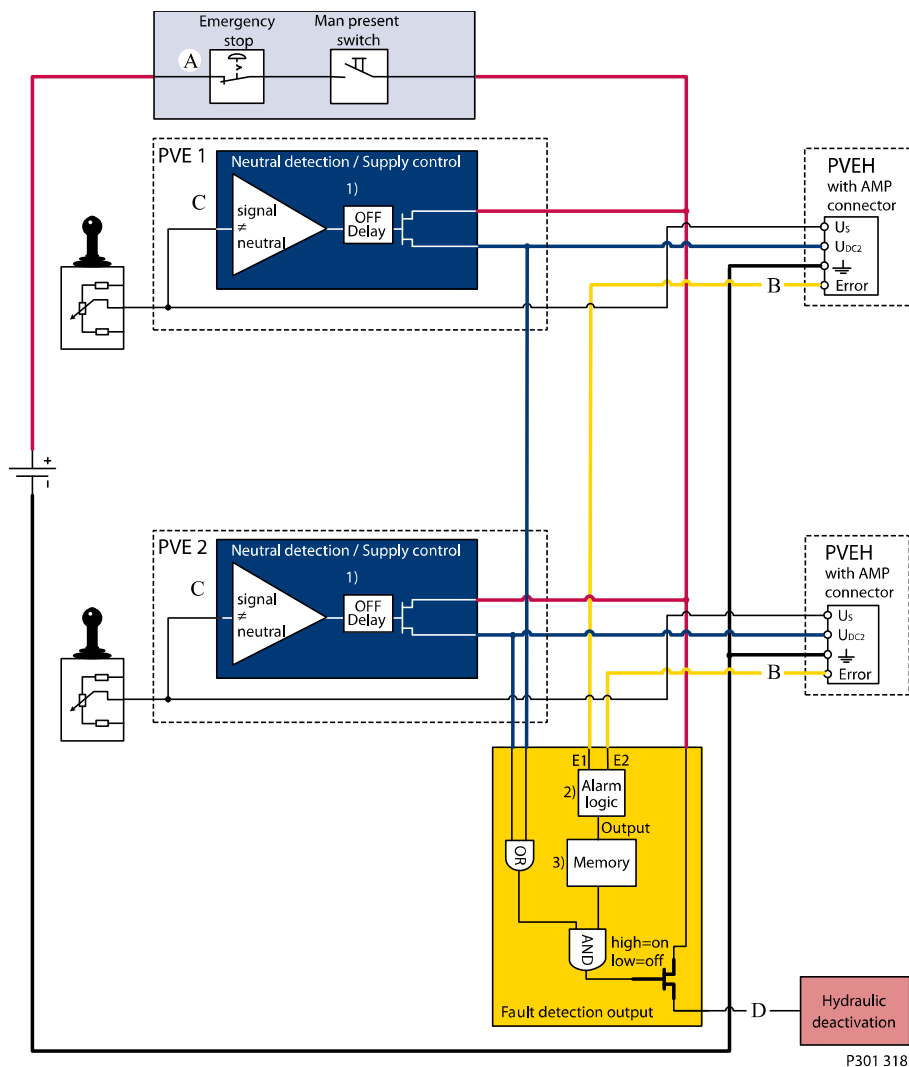 Emergency
stop
Man present
switch
A
PVE 1
Neutral detection / Supply control
1)
C
signal
≠
neutral
OFF
Delay
PVEH
with AMP
connector
US
UDC2
Error
B
+
-
PVE 2
Neutral detection / Supply control
1)
C
signal
≠
neutral
OFF
Delay
PVEH
with AMP
connector
US
UDC2
Error
B
E1 E2
2)
Alarm
logic
Output
3)
Memory
OR
AND
high=on
low=off
Fault detection output
D
Hydraulic
deactivation
P301 318